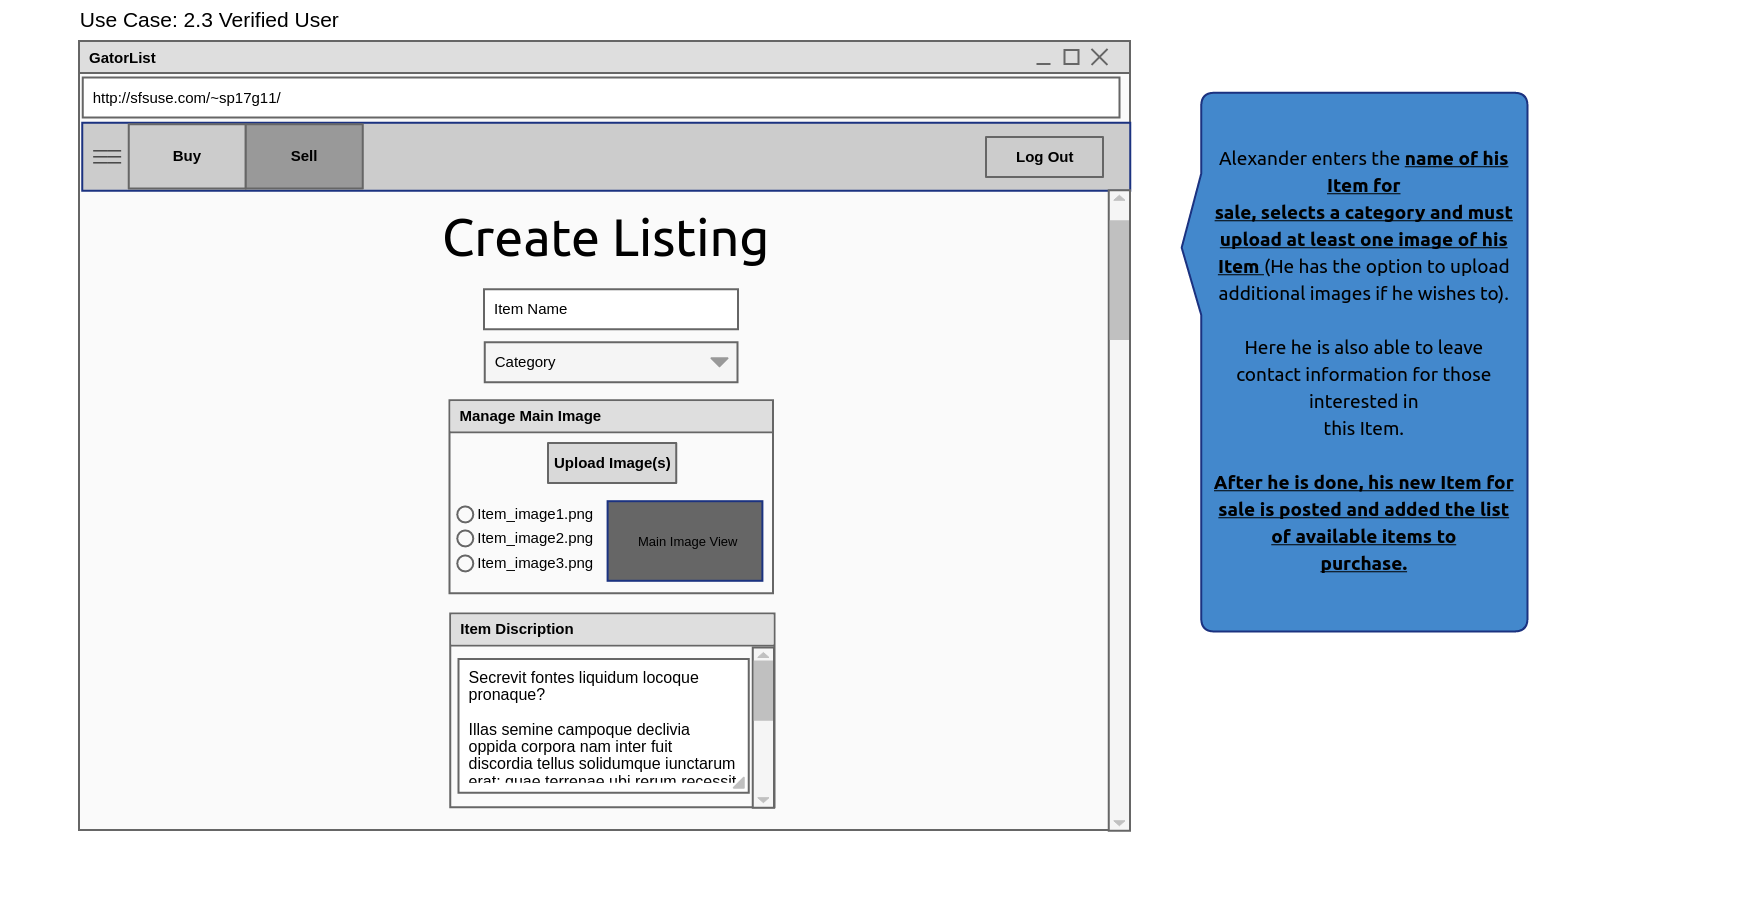 Use Case: 2.3 Verified User
GatorList
http://sfsuse.com/~sp17g11/
Buy
Sell
Log Out
Create Listing
Item Name
Category
Manage Main Image
Upload Image(s)
Item_image1.png
Item_image2.png
Item_image3.png
Main Image View
Item Discription
Secrevit fontes liquidum locoque
pronaque?
Illas semine campoque declivia
oppida corpora nam inter fuit
discordia tellus solidumque iunctarum
erat: quae terrenae ubi rerum recessit
Alexander enters the name of his
Item for
sale, selects a category and must
upload at least one image of his
Item (He has the option to upload
additional images if he wishes to).
Here he is also able to leave
contact information for those
interested in
this Item.
After he is done, his new Item for
sale is posted and added the list
of available items to
purchase.